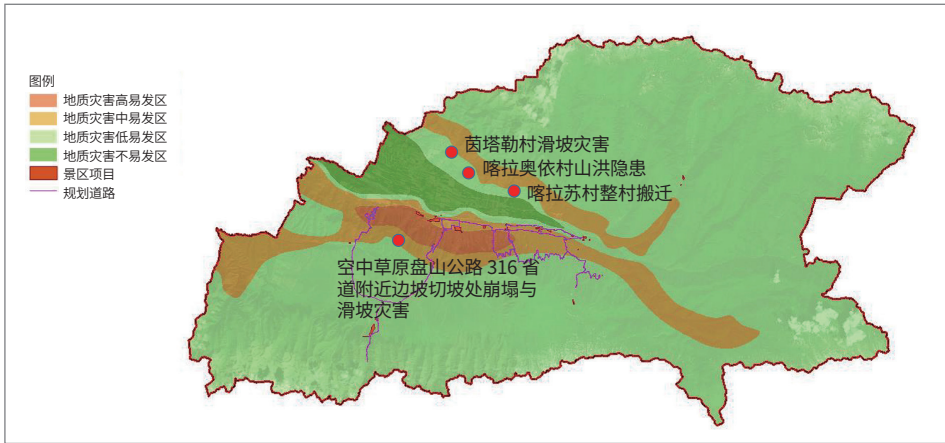 图例
地质灾害高易发区
地质灾害中易发区
地质灾害低易发区
地质灾害不易发区
景区项目
规划道路
茵塔勒村滑坡灾害
喀拉奥依村山洪隐患
喀拉苏村整村搬迁
空中草原盘山公路 316 省
道附近边坡切坡处崩塌与
滑坡灾害